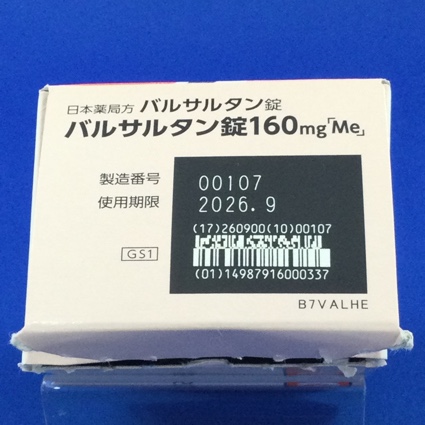 日本薬局方 バルサルタン錠
バルサルタン錠160mg「Me」
製造番号 00107
使用期限 2026.9
(17)260900(10)00107
GS1
(01)14987916000337
B7VALHE